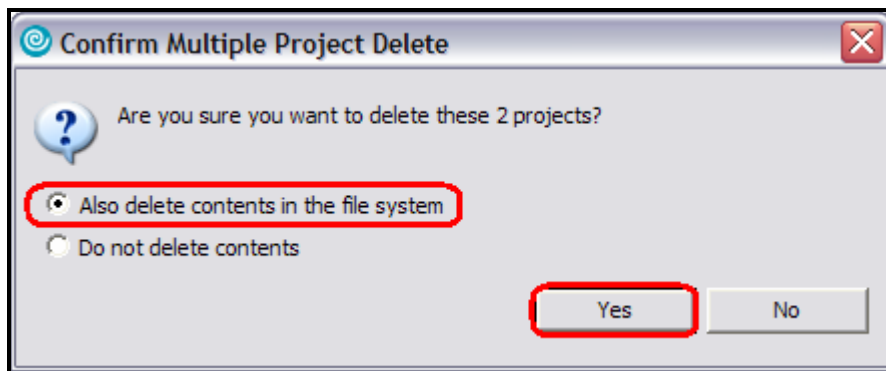 Confirm Multiple Project Delete
Are you sure you want to delete these 2 projects?
Also delete contents in the file system
Do not delete contents
Yes No